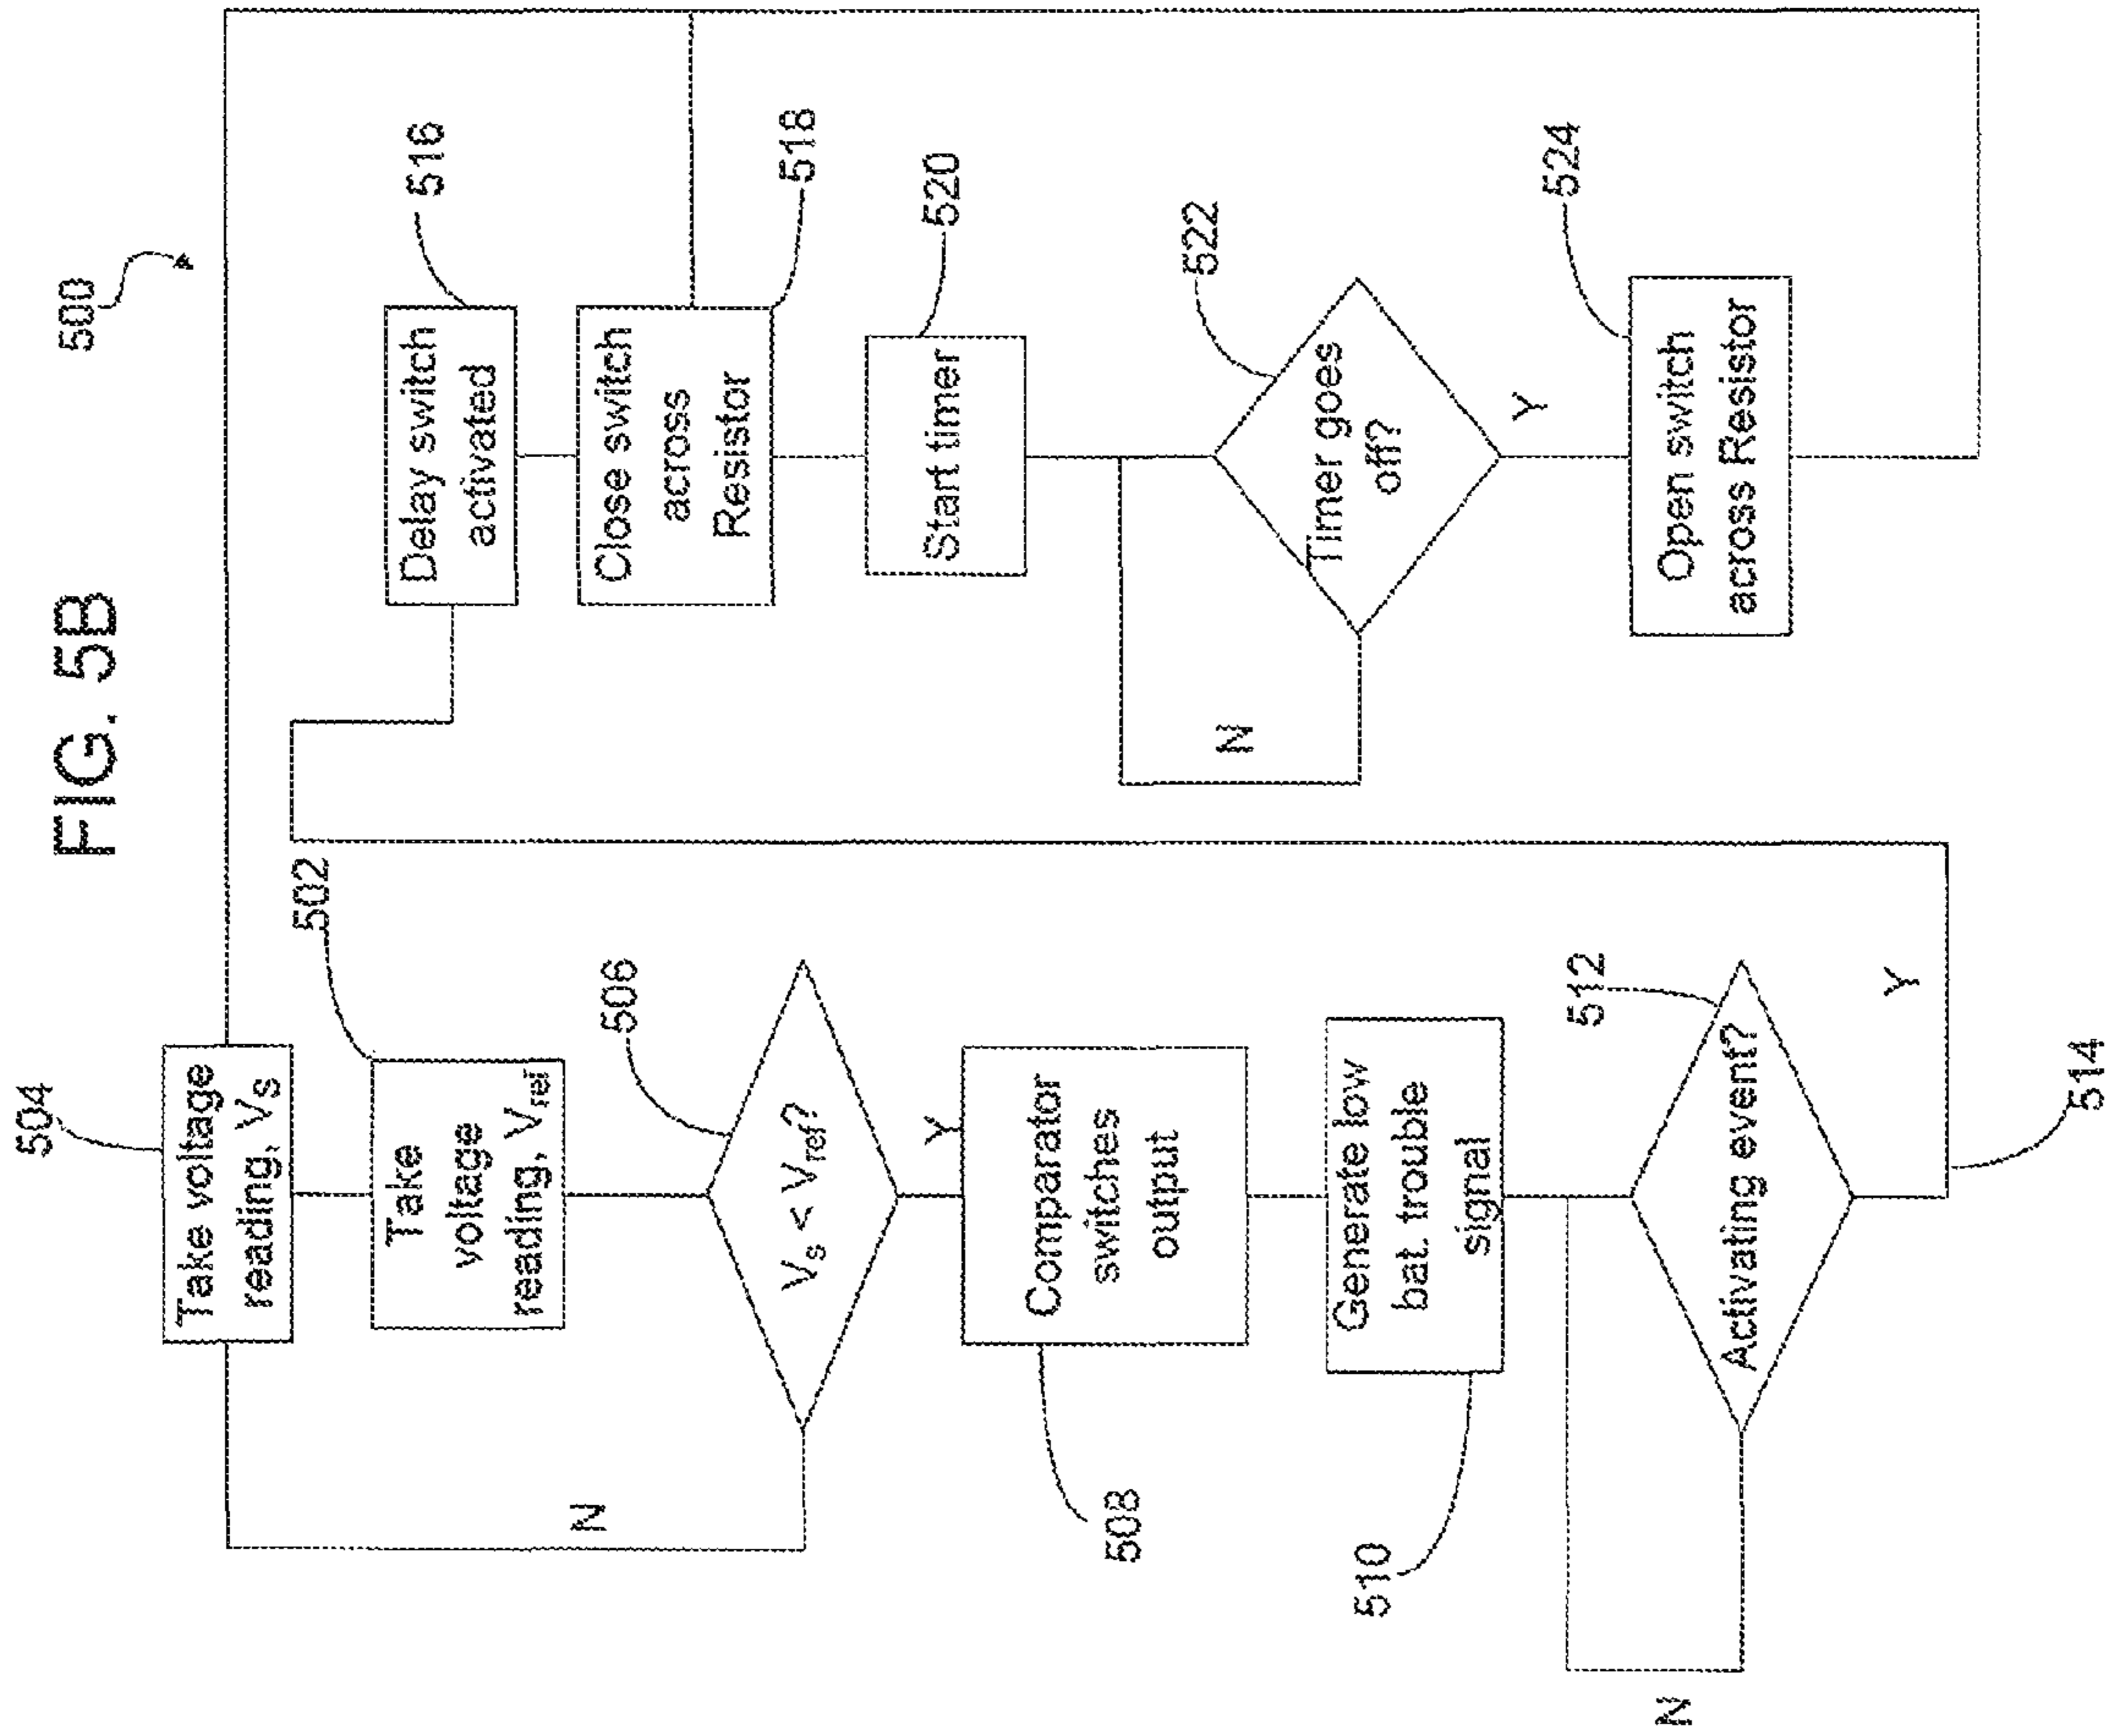 FIG. 5B
500
504
Take voltage
reading, Vs
502
Take
voltage
reading, Vref
506
Vs < Vref?
N
Y
Comparator
switches
output
508
Generate low
bat. trouble
signal
510
512
Activating event?
N
Y
514
516
Delay switch
activated
Close switch
across
Resistor
518
520
Start timer
522
Timer goes
off?
N
Y
524
Open switch
across Resistor